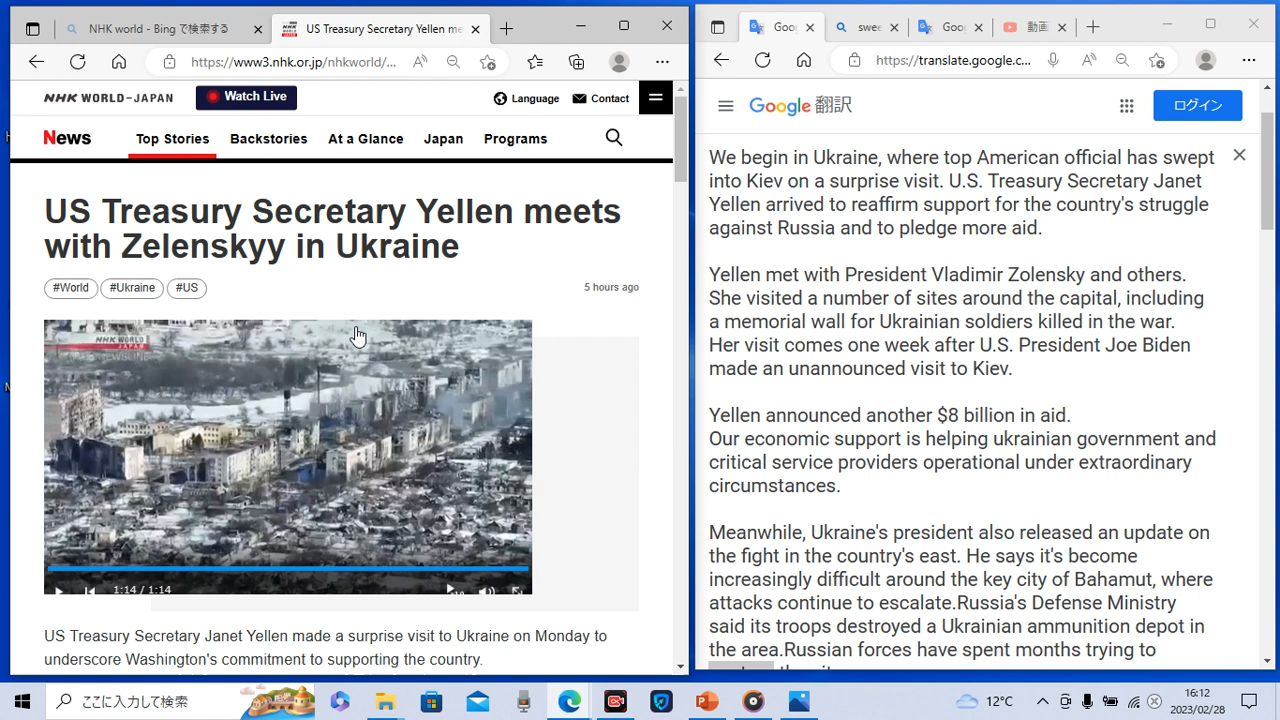 NHK world - Bing で検索する
US Treasury Secretary Yellen me
https://www3.nhk.or.jp/nhkworld/...
NHK WORLD-JAPAN
Watch Live
Language
Contact
News
Top Stories
Backstories
At a Glance
Japan
Programs
US Treasury Secretary Yellen meets
with Zelenskyy in Ukraine
#World
#Ukraine
#US
5 hours ago
NHK WORLD
JAPAN
1:14 / 1:14
US Treasury Secretary Janet Yellen made a surprise visit to Ukraine on Monday to
underscore Washington's commitment to supporting the country.
Goo
swee
Goo
動画
https://translate.google.c...
Google 翻訳
ログイン
We begin in Ukraine, where top American official has swept
into Kiev on a surprise visit. U.S. Treasury Secretary Janet
Yellen arrived to reaffirm support for the country's struggle
against Russia and to pledge more aid.
Yellen met with President Vladimir Zolensky and others.
She visited a number of sites around the capital, including
a memorial wall for Ukrainian soldiers killed in the war.
Her visit comes one week after U.S. President Joe Biden
made an unannounced visit to Kiev.
Yellen announced another $8 billion in aid.
Our economic support is helping ukrainian government and
critical service providers operational under extraordinary
circumstances.
Meanwhile, Ukraine's president also released an update on
the fight in the country's east. He says it's become
increasingly difficult around the key city of Bahamut, where
attacks continue to escalate.Russia's Defense Ministry
said its troops destroyed a Ukrainian ammunition depot in
the area.Russian forces have spent months trying to
ここに入力して検索
12°C
16:12
2023/02/28